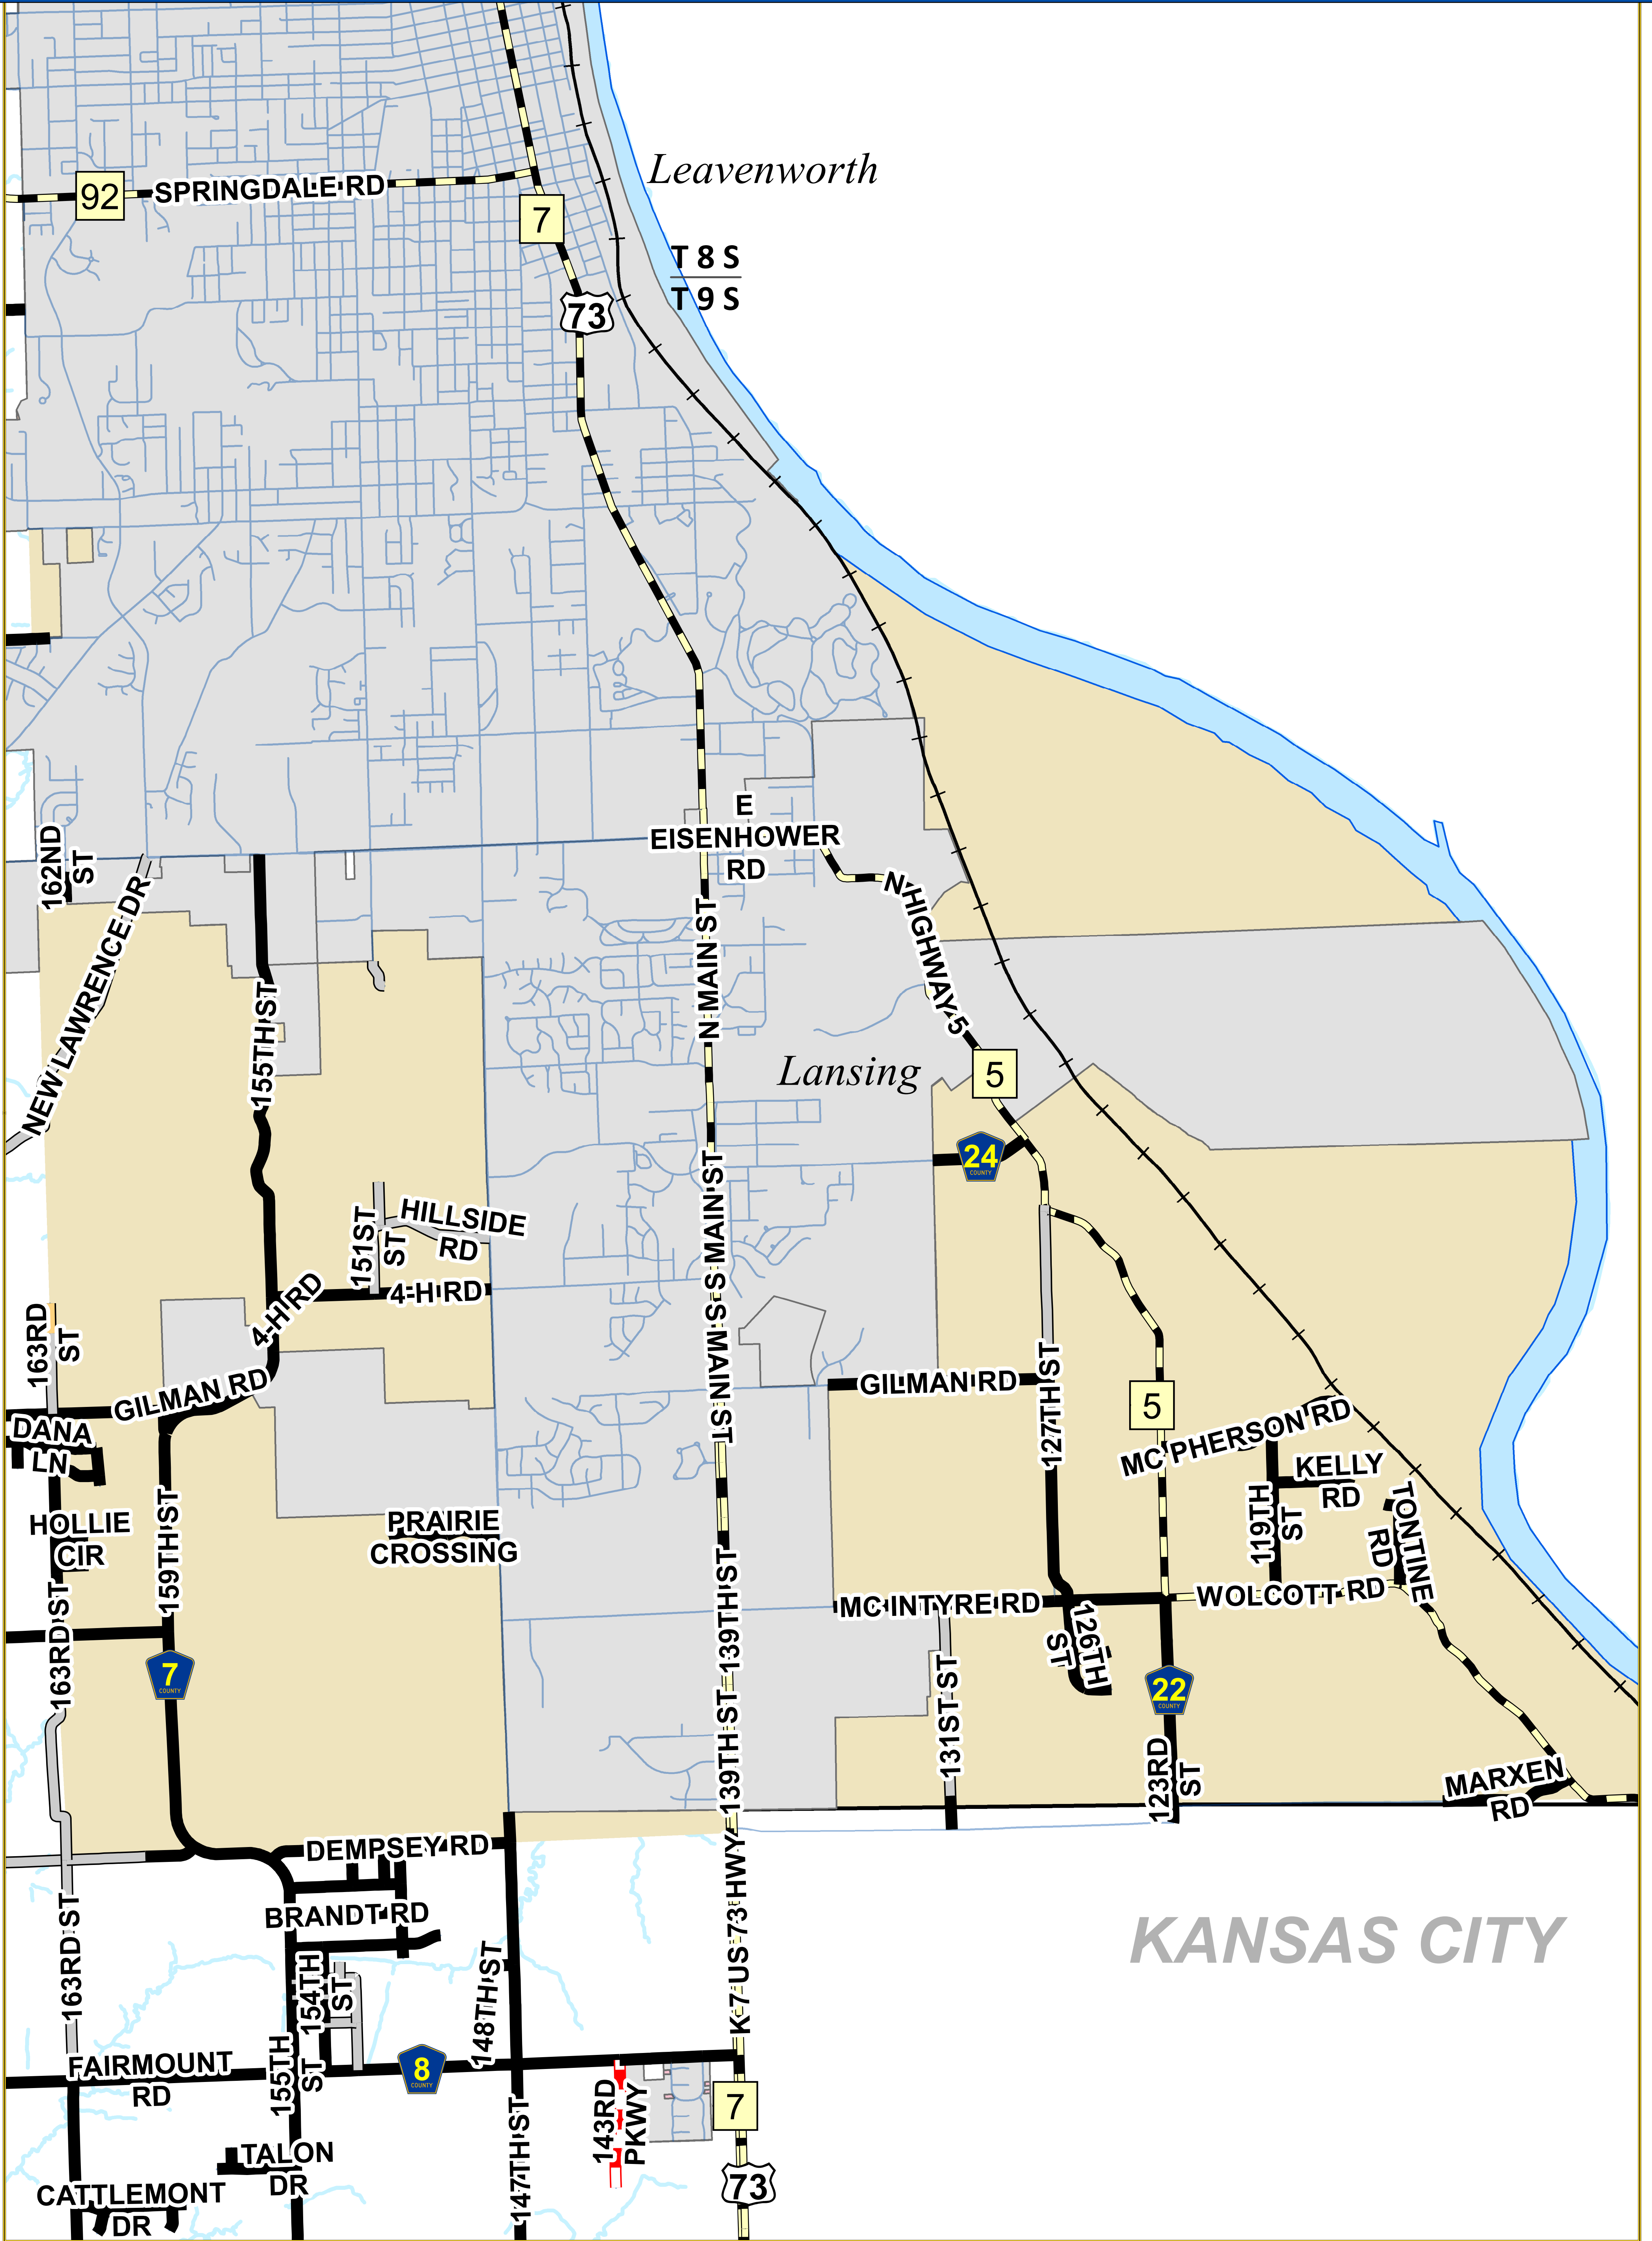 Leavenworth
92
SPRINGDALE RD
7
T 8 S
T 9 S
73
E
EISENHOWER
RD
162ND
ST
NEW LAWRENCE DR
N HIGHWAY 5
N MAIN ST
155TH ST
Lansing
5
24
COUNTY
S MAIN ST
HILLSIDE
RD
151ST
ST
4-H RD
4-H RD
163RD
ST
S MAIN ST
GILMAN RD
GILMAN RD
127TH ST
5
MC PHERSON RD
DANA
LN
KELLY
RD
TONTINE
RD
119TH
ST
HOLLIE
CIR
159TH ST
PRAIRIE
CROSSING
139TH ST
WOLCOTT RD
MC INTYRE RD
163RD ST
126TH
ST
7
COUNTY
131ST ST
22
COUNTY
139TH ST
123RD
ST
MARXEN
RD
DEMPSEY RD
K-7 US 73 HWY
BRANDT RD
163RD ST
KANSAS CITY
154TH
ST
148TH ST
FAIRMOUNT
RD
155TH
ST
8
COUNTY
143RD
PKWY
7
147TH ST
TALON
DR
73
CATTLEMONT
DR